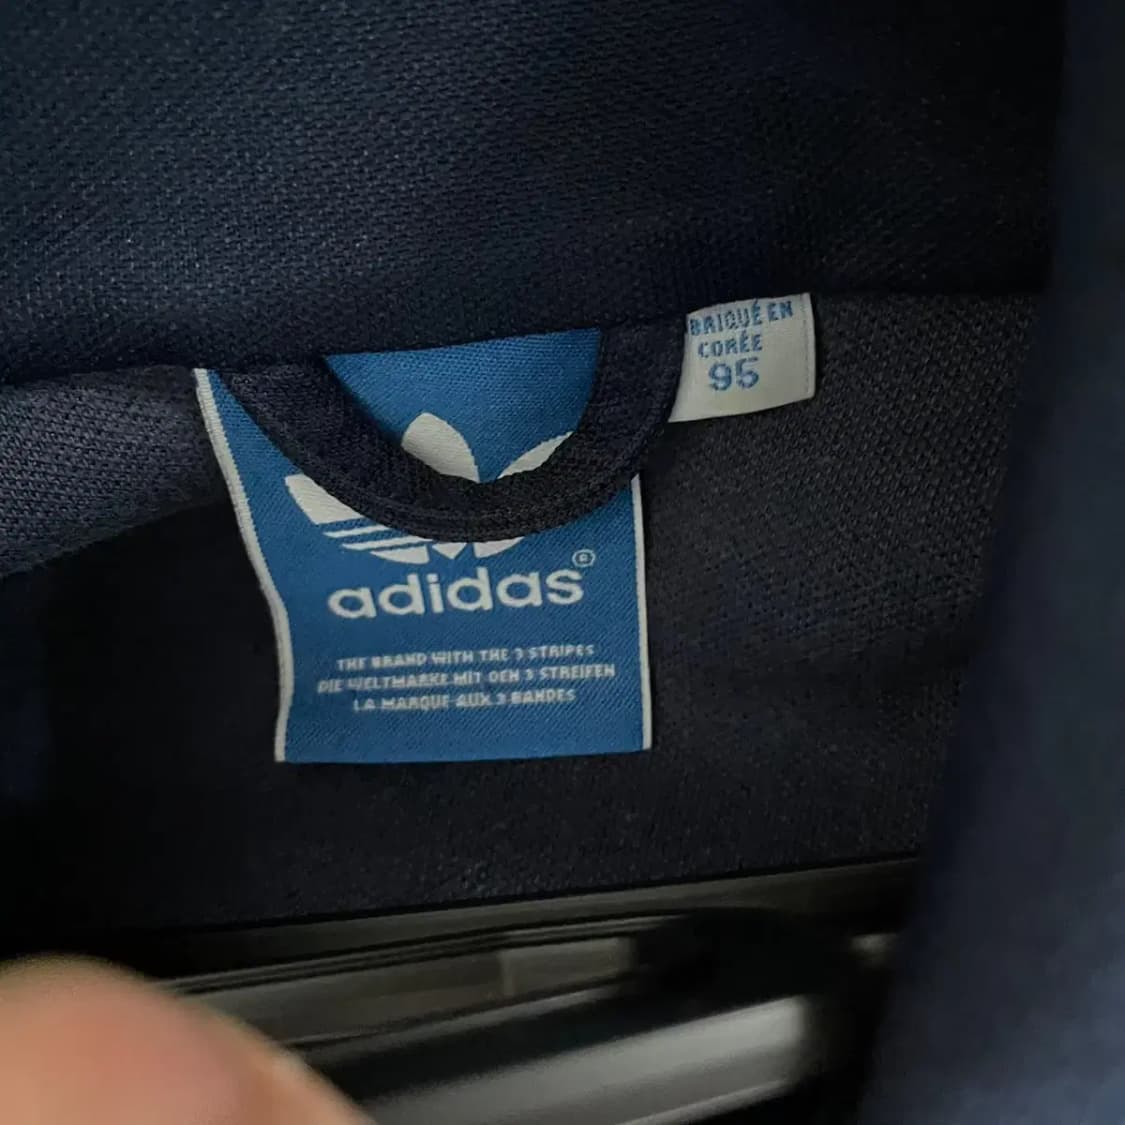 BRIQUÉ EN
CORÉE
95
adidas®
THE BRAND WITH THE 3 STRIPES
DIE WELTMARKE MIT DEN 3 STREIFEN
LA MARQUE AUX 3 BANDES